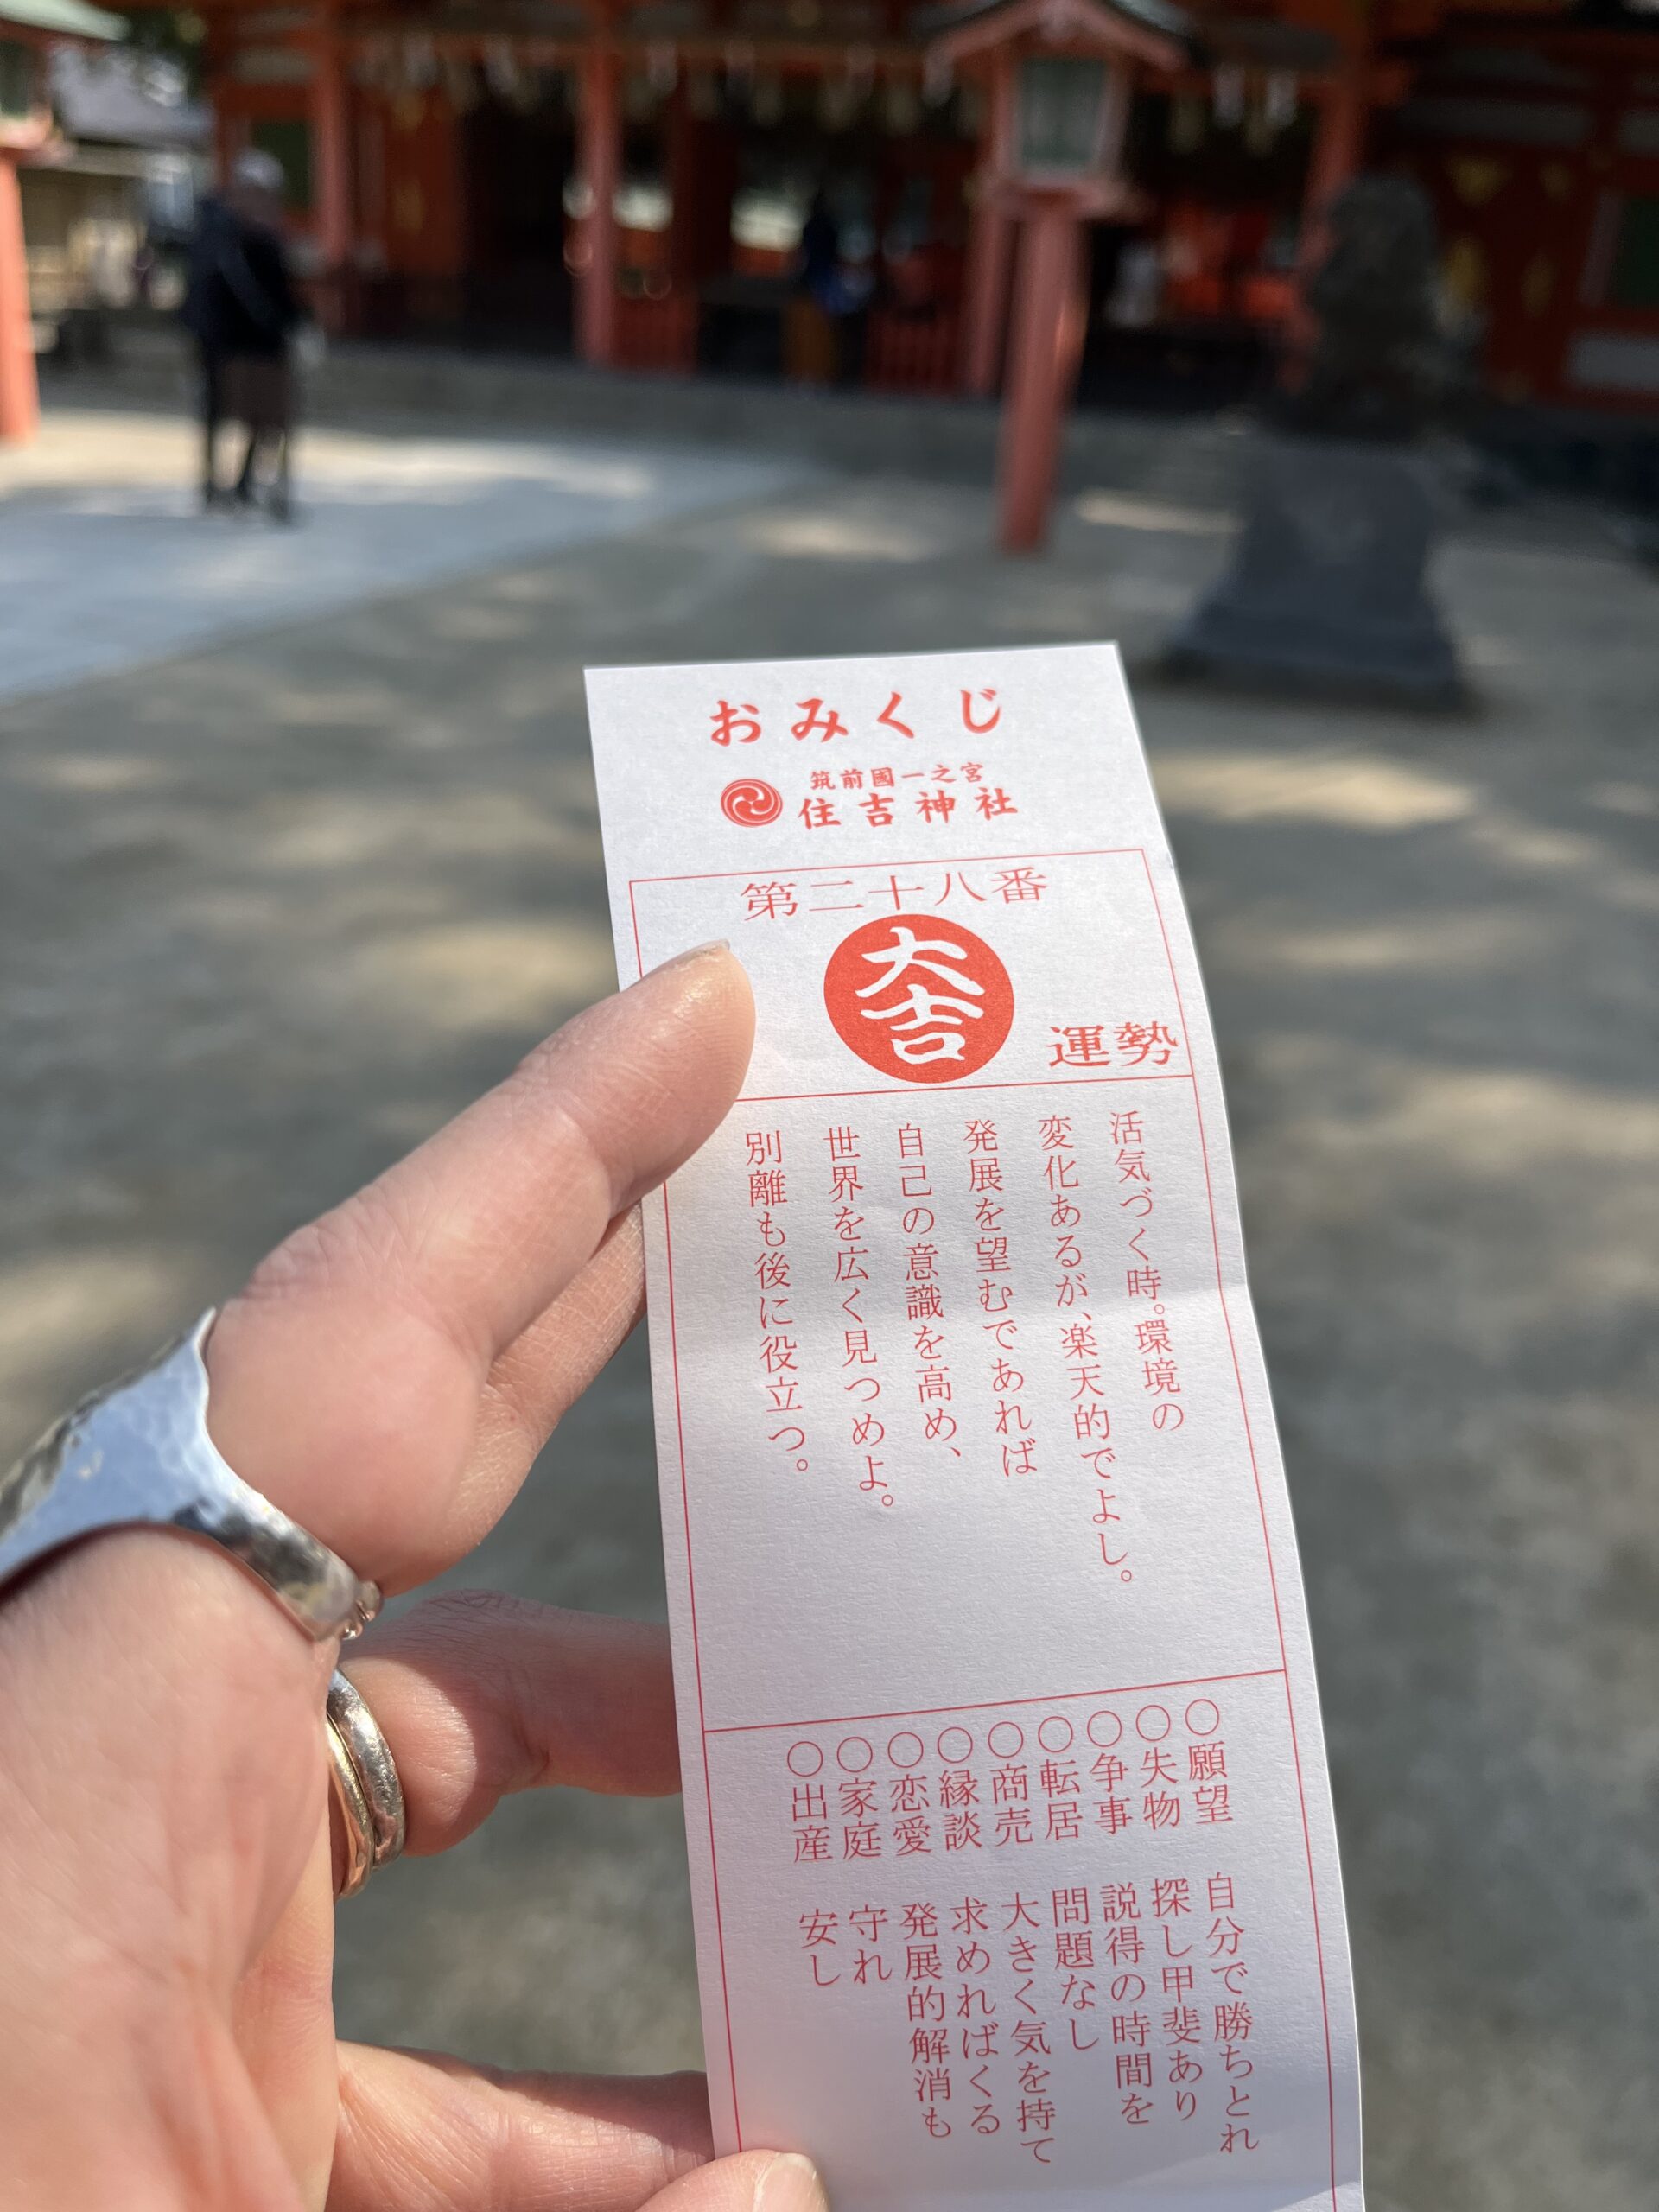 おみくじ
筑前國一之宮
住吉神社
第二十八番
大吉
運勢
活気づく時。環境の
変化あるが、楽天的でよし。
発展を望むであれば
自己の意識を高め、
世界を広く見つめよ。
別離も後に役立つ。
○願望 自分で勝ちとれ
○失物 探し甲斐あり
○争事 説得の時間を
○転居 問題なし
○商売 大きく気を持て
○縁談 求めればくる
○恋愛 発展的解消も
○家庭 守れ
○出産 安し